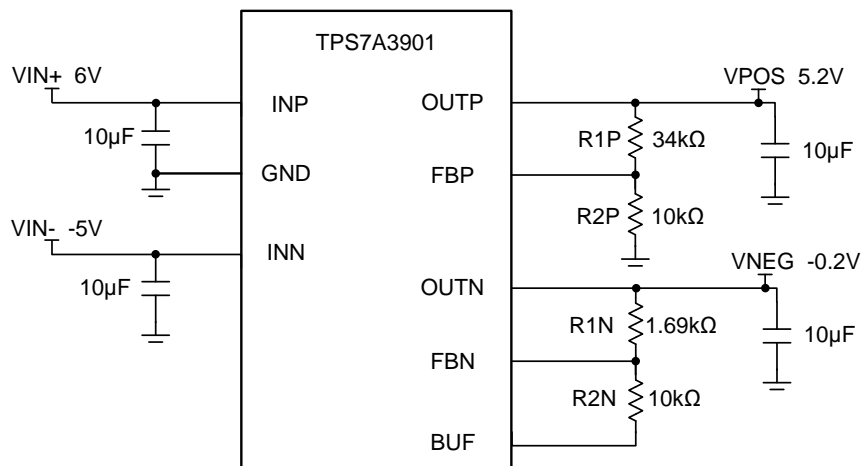 TPS7A3901
VIN+ 6V
INP
10µF
GND
VIN- -5V
INN
10µF
OUTP
VPOS 5.2V
R1P 34kΩ
10µF
FBP
R2P 10kΩ
VNEG -0.2V
OUTN
R1N 1.69kΩ
10µF
FBN
R2N 10kΩ
BUF